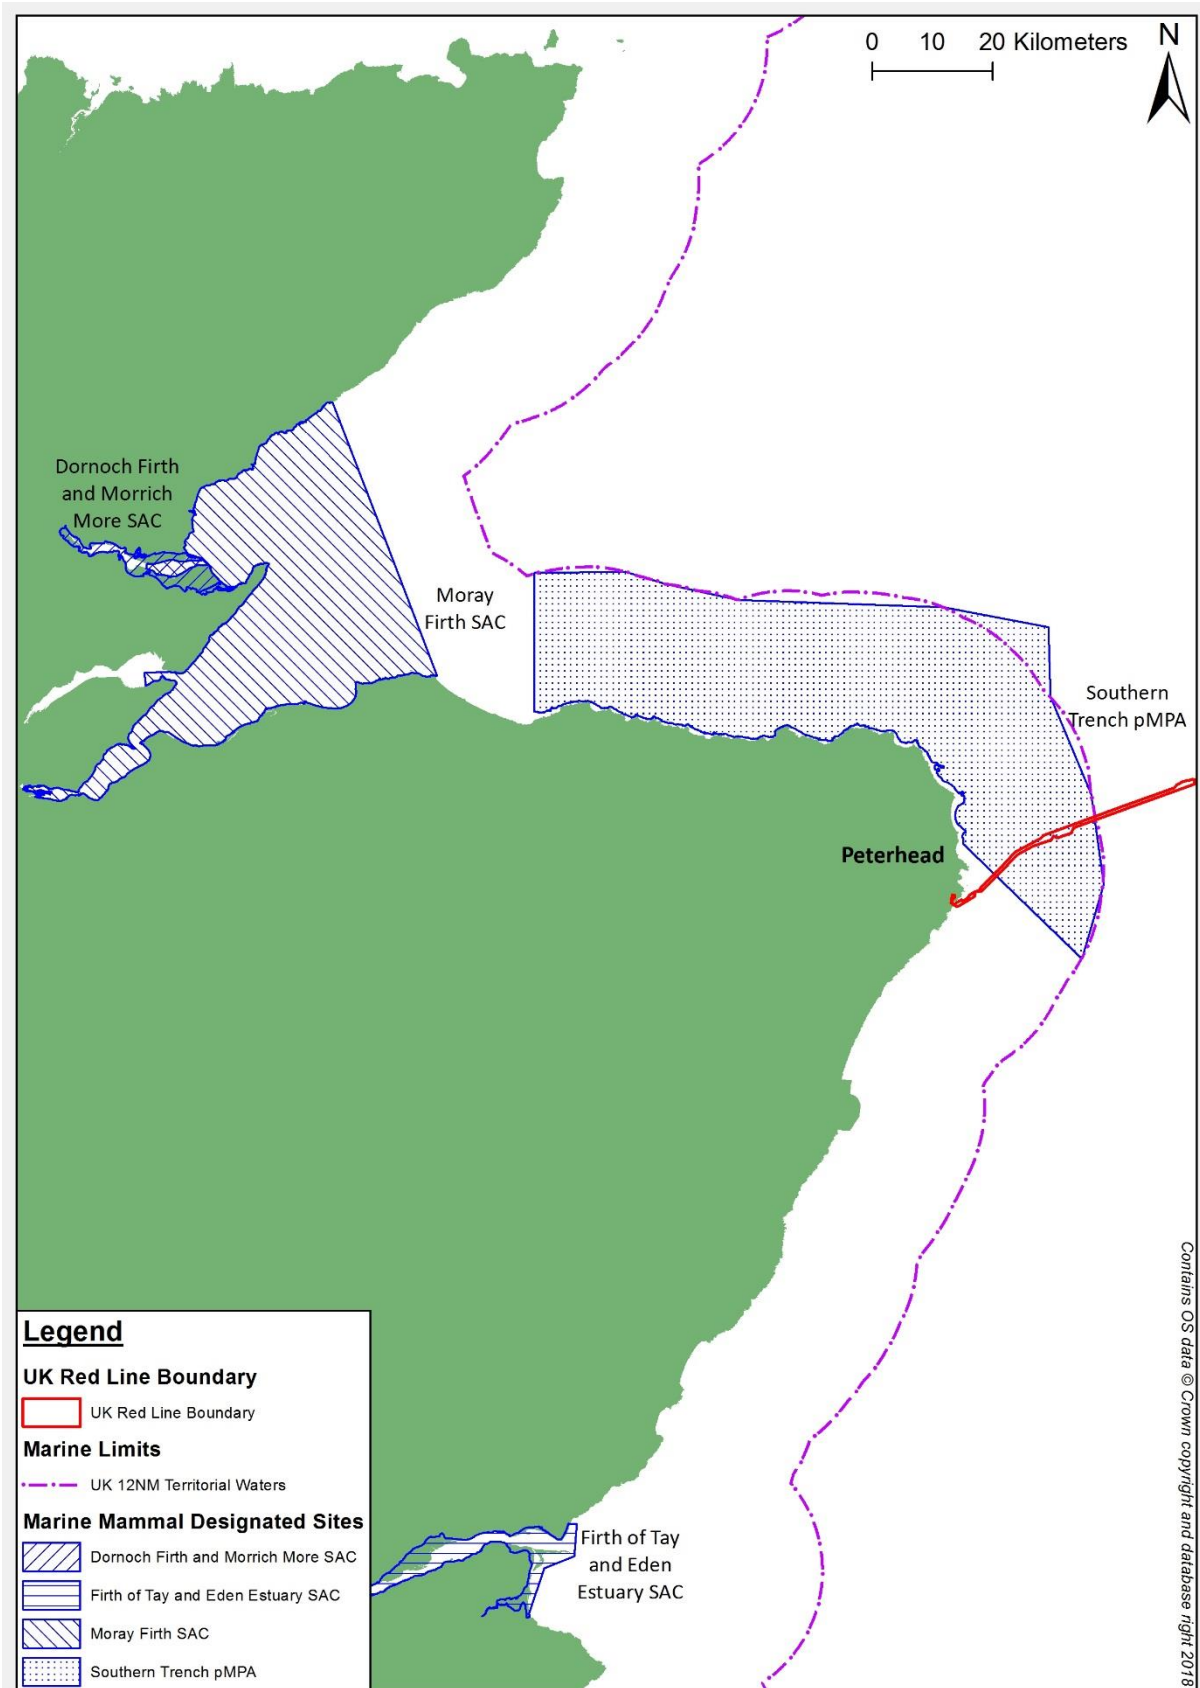 0 10 20 Kilometers
N
Dornoch Firth
and Morrich
More SAC
Moray
Firth SAC
Southern
Trench pMPA
Peterhead
Firth of Tay
and Eden
Estuary SAC
Legend
UK Red Line Boundary
UK Red Line Boundary
Marine Limits
UK 12NM Territorial Waters
Marine Mammal Designated Sites
Dornoch Firth and Morrich More SAC
Firth of Tay and Eden Estuary SAC
Moray Firth SAC
Southern Trench pMPA
Contains OS data © Crown copyright and database right 2018